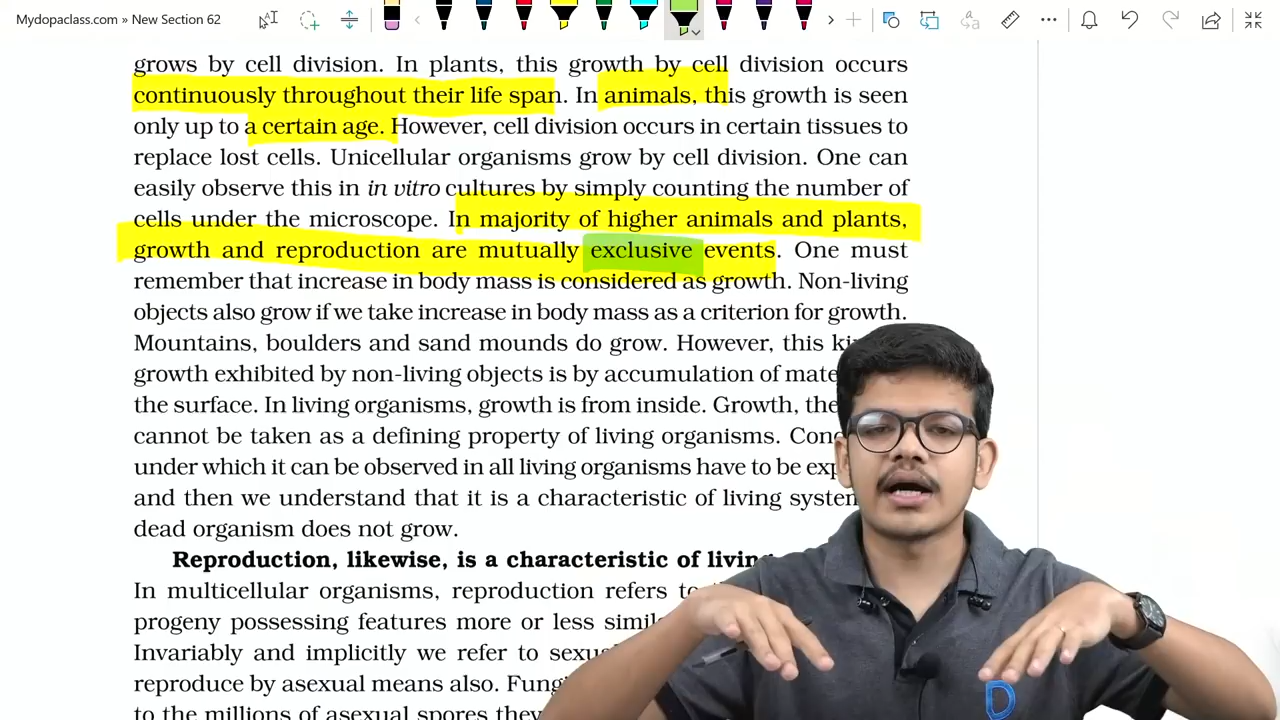 Mydopaclass.com » New Section 62
grows by cell division. In plants, this growth by cell division occurs
continuously throughout their life span. In animals, this growth is seen
only up to a certain age. However, cell division occurs in certain tissues to
replace lost cells. Unicellular organisms grow by cell division. One can
easily observe this in in vitro cultures by simply counting the number of
cells under the microscope. In majority of higher animals and plants,
growth and reproduction are mutually exclusive events. One must
remember that increase in body mass is considered as growth. Non-living
objects also grow if we take increase in body mass as a criterion for growth.
Mountains, boulders and sand mounds do grow. However, this
growth exhibited by non-living objects is by accumulation of
the surface. In living organisms, growth is from inside. Growth,
cannot be taken as a defining property of living organisms.
under which it can be observed in all living organisms have to be
and then we understand that it is a characteristic of living
dead organism does not grow.
Reproduction, likewise, is a characteristic of
In multicellular organisms, reproduction refers
progeny possessing features more or less
Invariably and implicitly we refer to
reproduce by asexual means also.
to the millions of asexual spores they
D